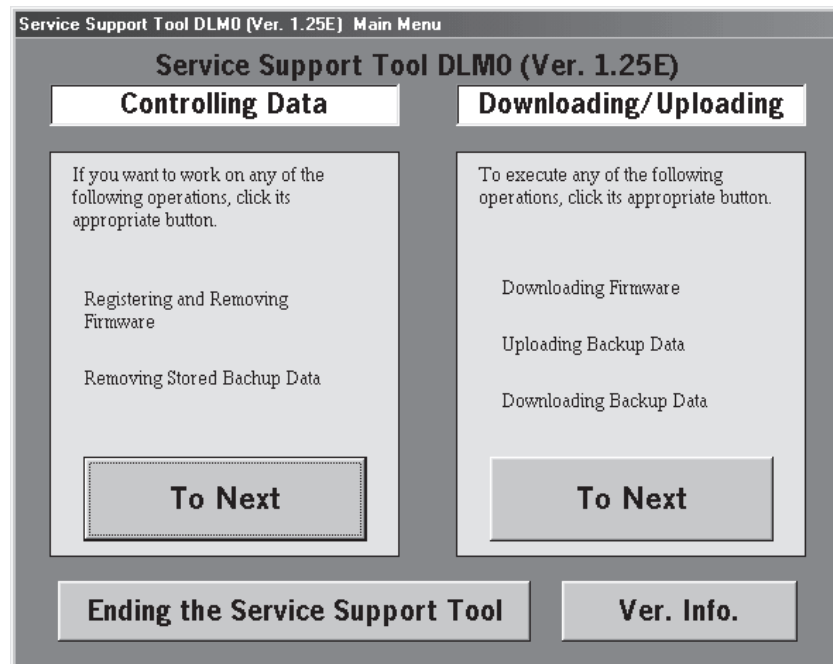 Service Support Tool DLM0 (Ver. 1.25E) Main Menu
Service Support Tool DLM0 (Ver. 1.25E)
Controlling Data
If you want to work on any of the
following operations, click its
appropriate button.
Registering and Removing
Firmware
Removing Stored Bachup Data
To Next
Downloading/Uploading
To execute any of the following
operations, click its appropriate button.
Downloading Firmware
Uploading Backup Data
Downloading Backup Data
To Next
Ending the Service Support Tool
Ver. Info.